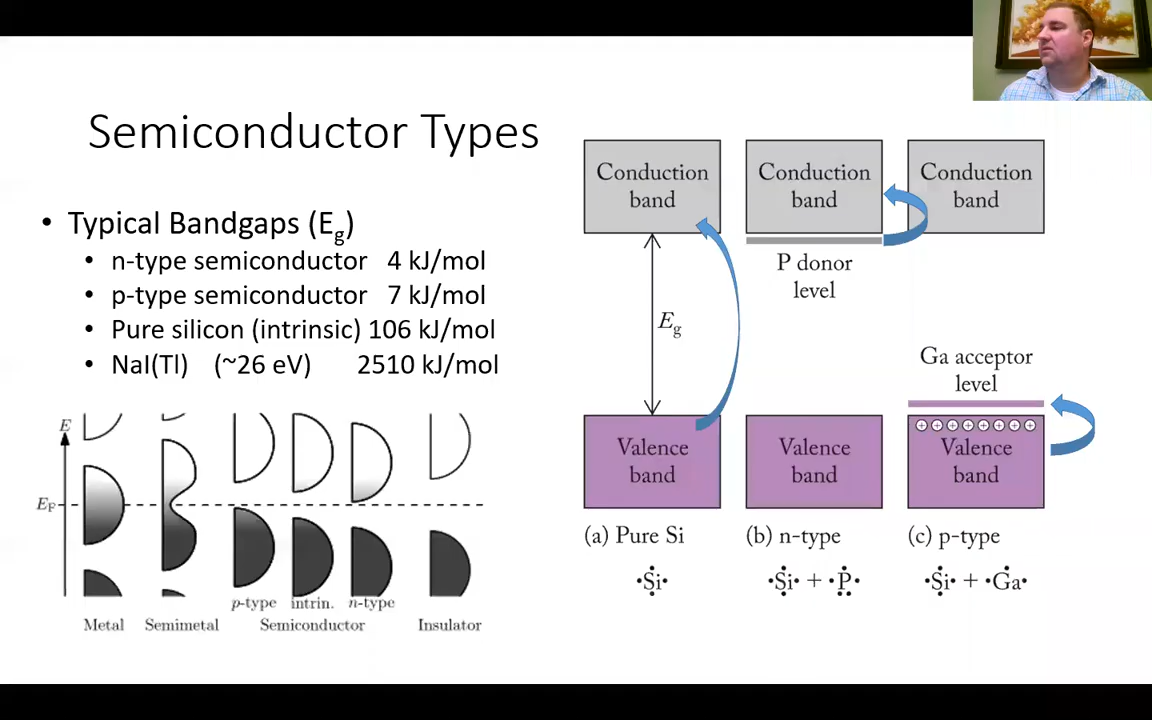 Semiconductor Types
• Typical Bandgaps (Eg)
• n-type semiconductor 4 kJ/mol
• p-type semiconductor 7 kJ/mol
• Pure silicon (intrinsic) 106 kJ/mol
• NaI(Tl) (~26 eV) 2510 kJ/mol
E
EF
p-type intrin. n-type
Metal Semimetal Semiconductor Insulator
Conduction
band
Eg
Valence
band
(a) Pure Si
·Si·
Conduction
band
P donor
level
Valence
band
(b) n-type
·Si· + ·P·
Conduction
band
Ga acceptor
level
+ + + + + + + +
Valence
band
(c) p-type
·Si· + ·Ga·